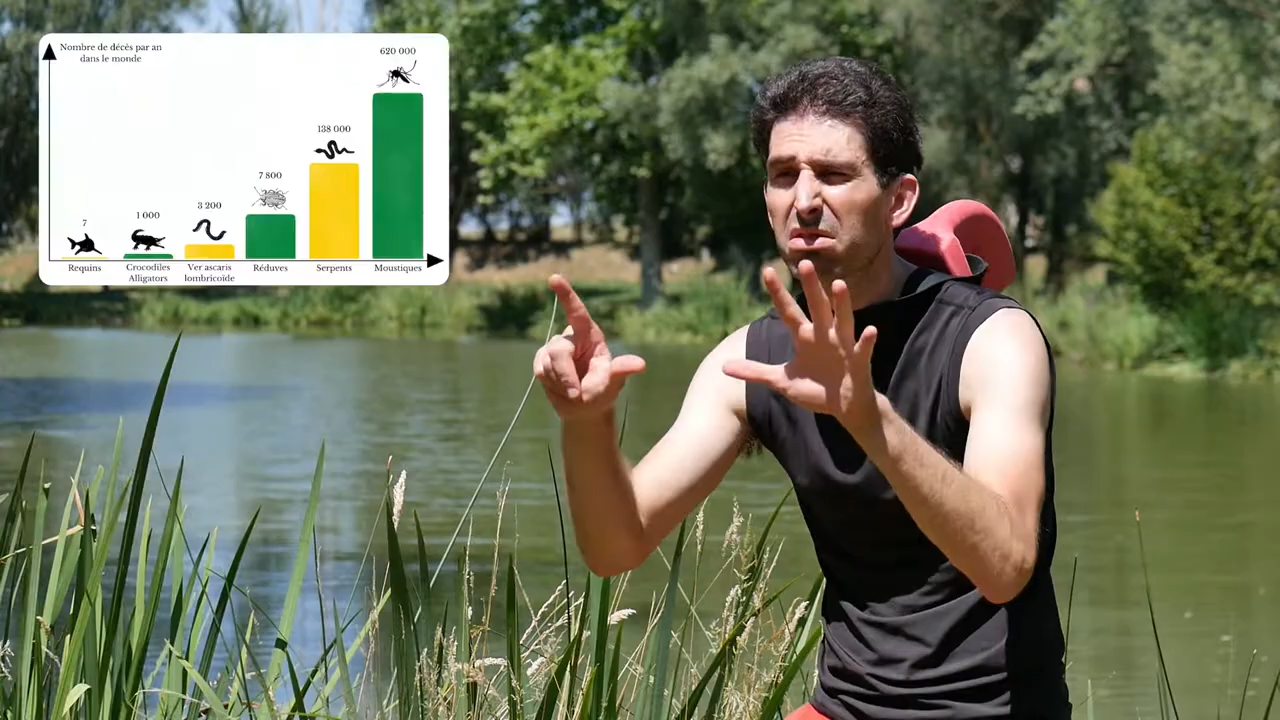 Nombre de décès par an
dans le monde
620 000
138 000
7 800
3 200
1 000
7
Requins
Crocodiles
Alligators
Ver ascaris
lombricoïde
Réduves
Serpents
Moustiques